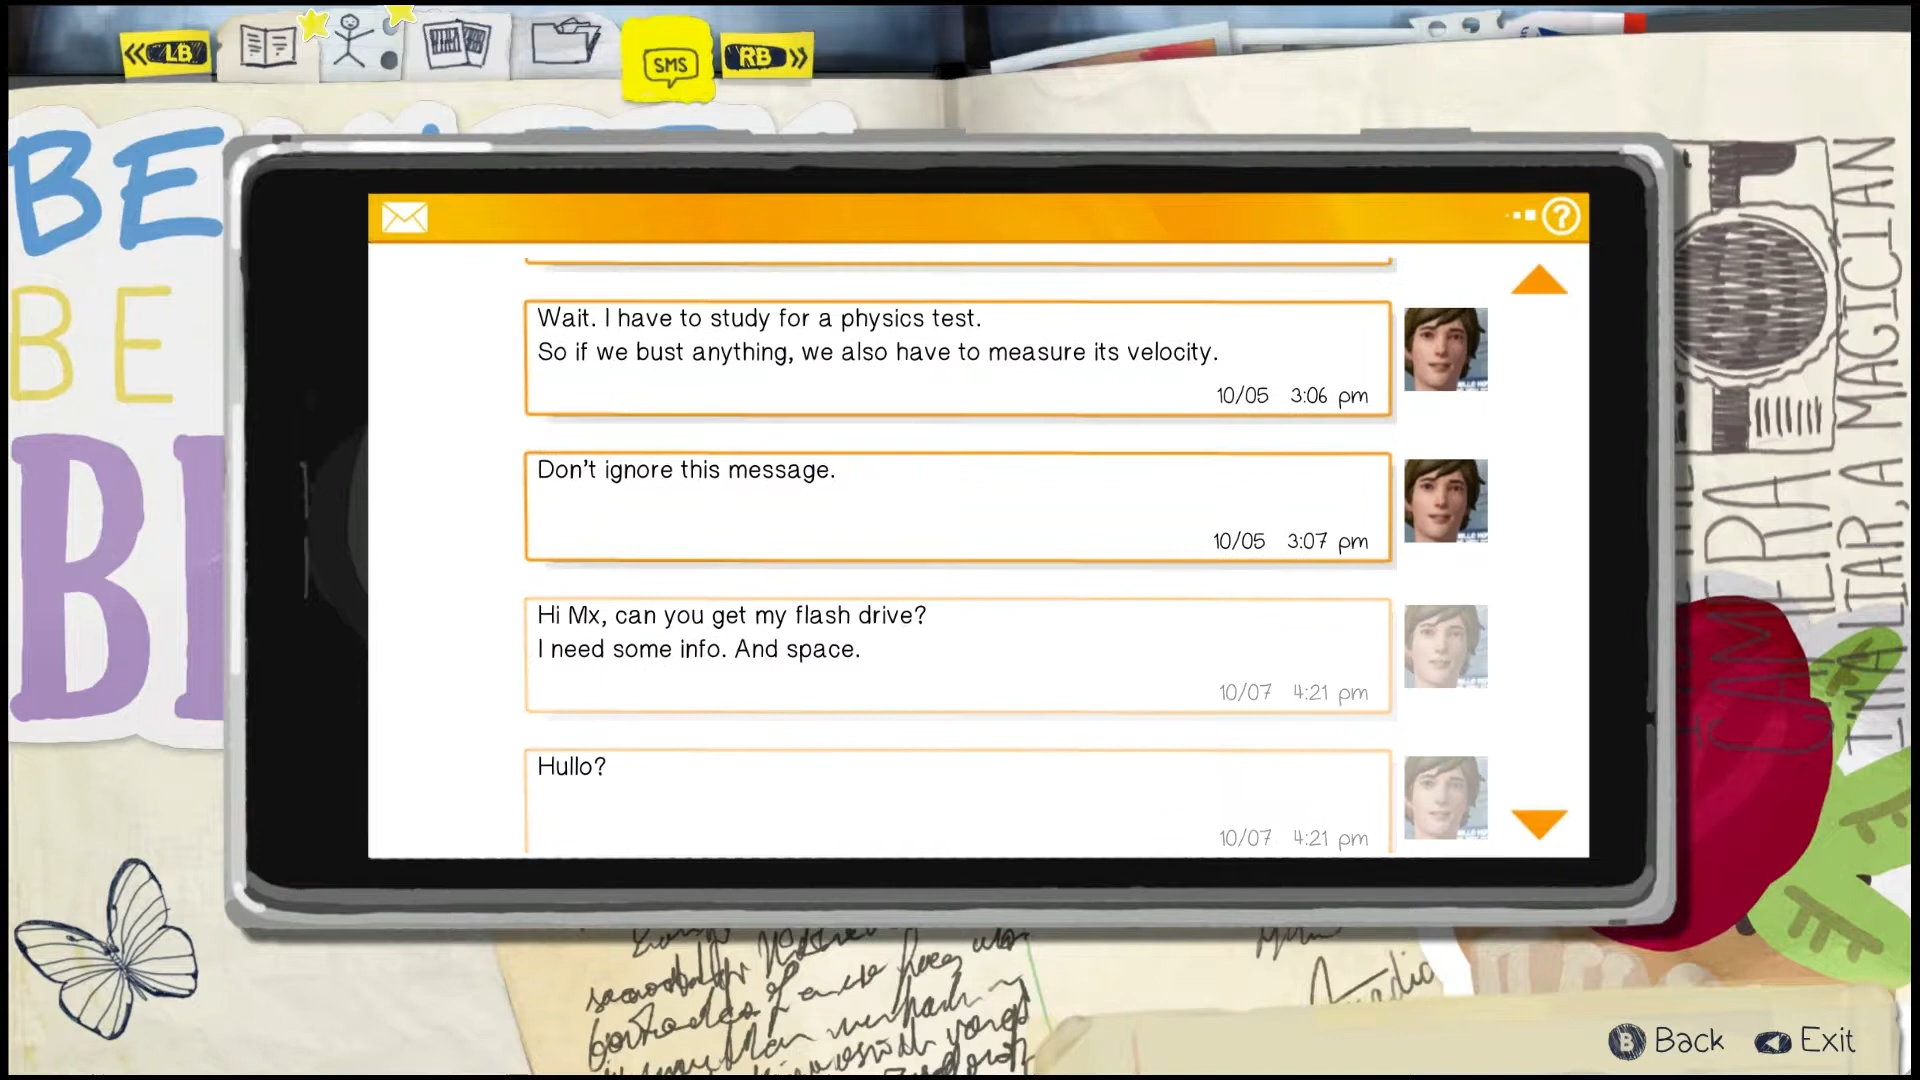 LB
SMS
RB
BE
BE
Wait. I have to study for a physics test.
So if we bust anything, we also have to measure its velocity.
10/05 3:06 pm
Don't ignore this message.
10/05 3:07 pm
Hi Mx, can you get my flash drive?
I need some info. And space.
10/07 4:21 pm
Hullo?
10/07 4:21 pm
CAMERA
I'M A LIAR, A MAGICIAN
B Back
Exit